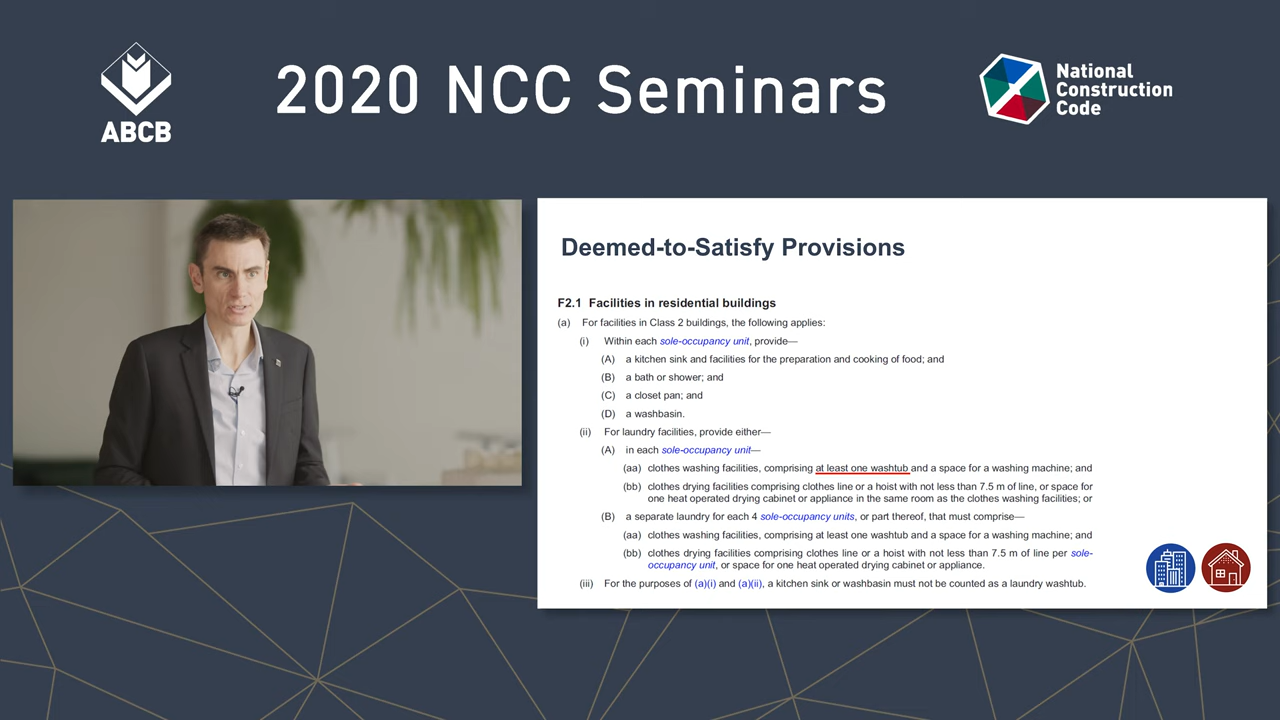 ABCB
2020 NCC Seminars
National
Construction
Code
Deemed-to-Satisfy Provisions
F2.1 Facilities in residential buildings
(a) For facilities in Class 2 buildings, the following applies:
(i) Within each sole-occupancy unit, provide—
(A) a kitchen sink and facilities for the preparation and cooking of food; and
(B) a bath or shower; and
(C) a closet pan; and
(D) a washbasin.
(ii) For laundry facilities, provide either—
(A) in each sole-occupancy unit—
(aa) clothes washing facilities, comprising at least one washtub and a space for a washing machine; and
(bb) clothes drying facilities comprising clothes line or a hoist with not less than 7.5 m of line, or space for
one heat operated drying cabinet or appliance in the same room as the clothes washing facilities; or
(B) a separate laundry for each 4 sole-occupancy units, or part thereof, that must comprise—
(aa) clothes washing facilities, comprising at least one washtub and a space for a washing machine; and
(bb) clothes drying facilities comprising clothes line or a hoist with not less than 7.5 m of line per sole-
occupancy unit, or space for one heat operated drying cabinet or appliance.
(iii) For the purposes of (a)(i) and (a)(ii), a kitchen sink or washbasin must not be counted as a laundry washtub.